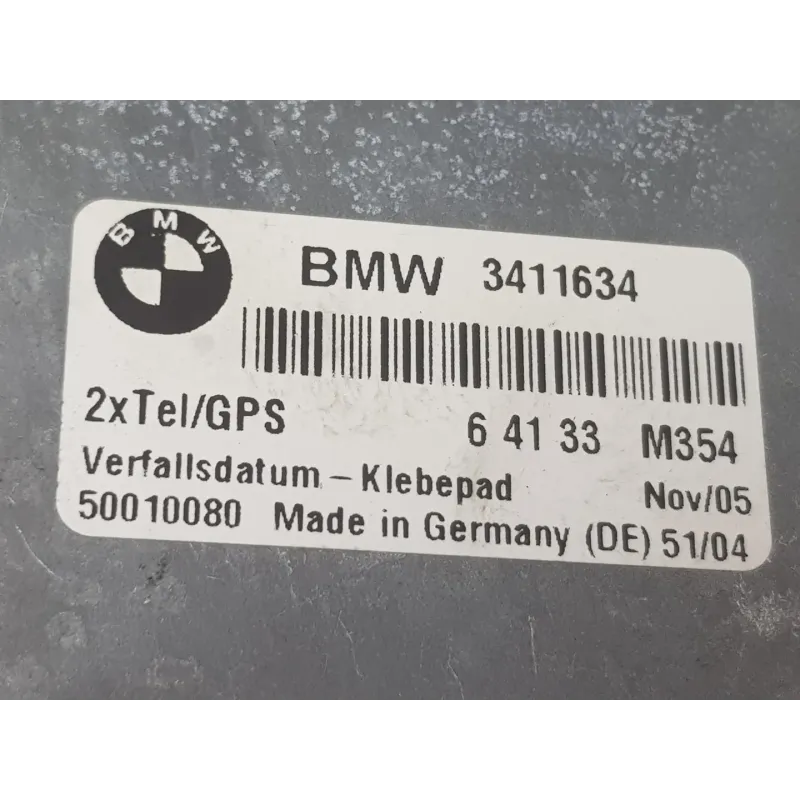 BMW
BMW 3411634
2xTel/GPS 6 41 33 M354
Verfallsdatum – Klebepad Nov/05
50010080 Made in Germany (DE) 51/04